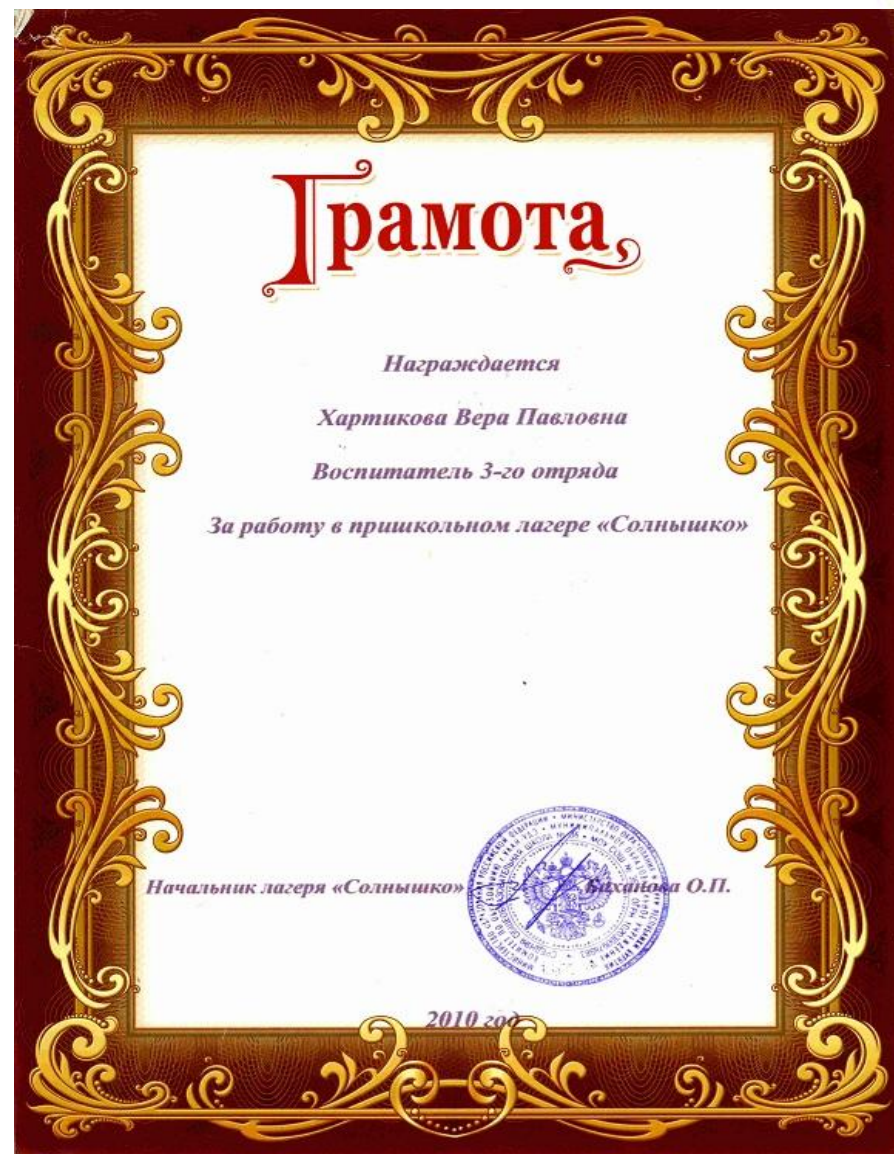 Грамота
Награждается
Хартикова Вера Павловна
Воспитатель 3-го отряда
За работу в пришкольном лагере «Солнышко»
Начальник лагеря «Солнышко» Баханова О.П.
2010 год